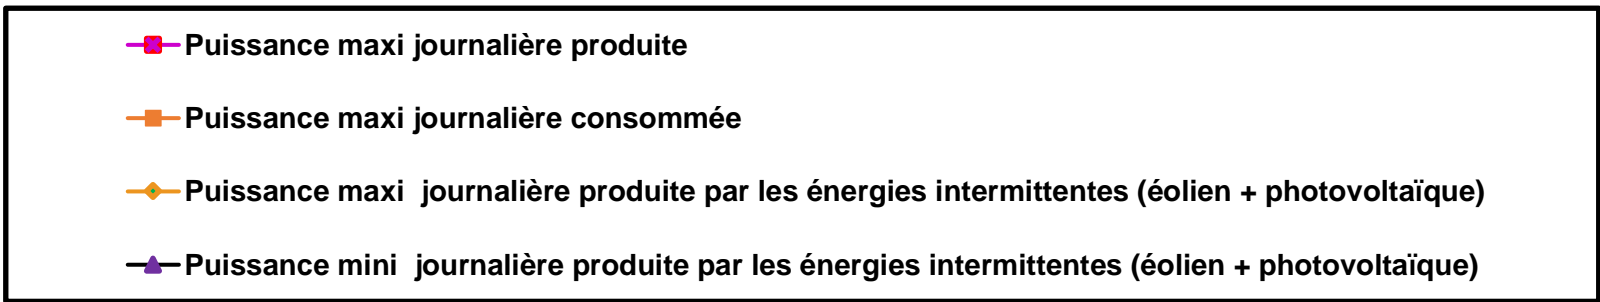 Puissance maxi journalière produite
Puissance maxi journalière consommée
Puissance maxi  journalière produite par les énergies intermittentes (éolien + photovoltaïque)
Puissance mini  journalière produite par les énergies intermittentes (éolien + photovoltaïque)